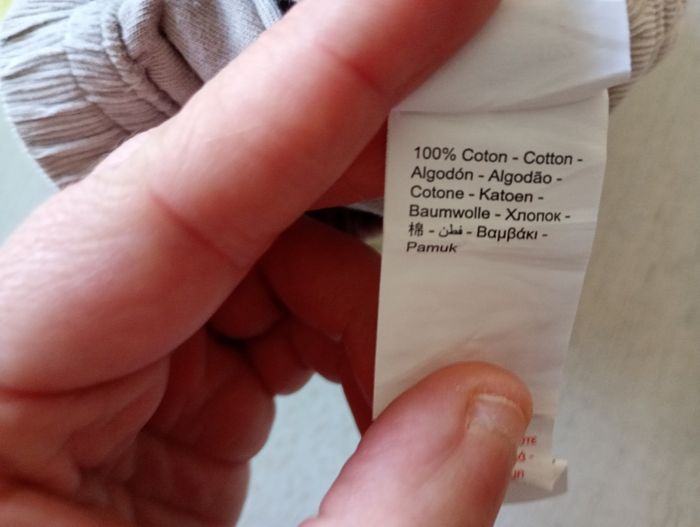 100% Coton - Cotton -
Algodón - Algodão -
Cotone - Katoen -
Baumwolle - Хлопок -
棉 - قطن - Βαμβάκι -
Pamuk